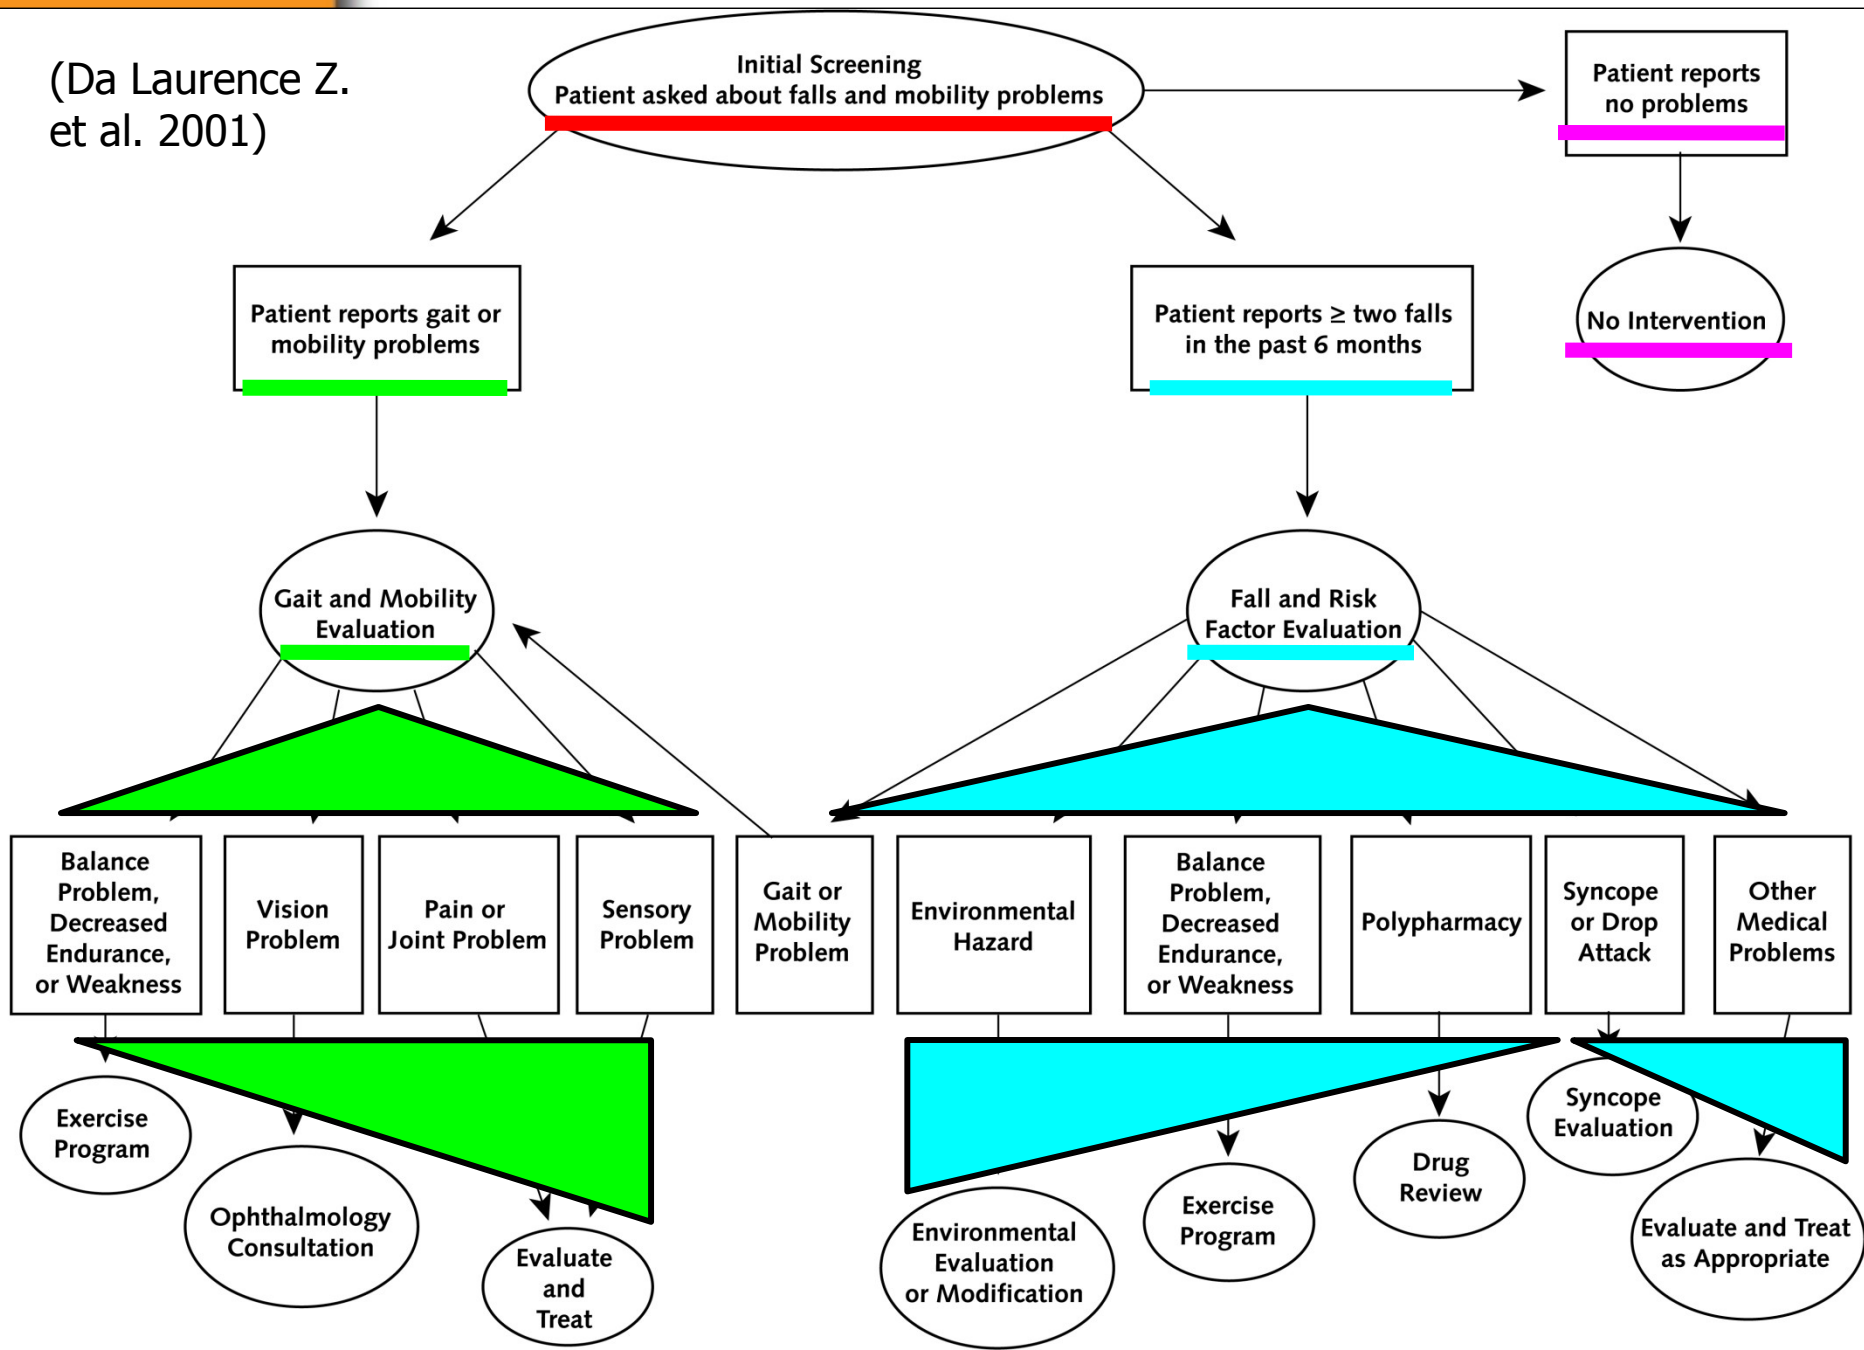 (Da Laurence Z.
et al. 2001)
Initial Screening
Patient asked about falls and mobility problems
Patient reports
no problems
Patient reports gait or
mobility problems
Patient reports ≥ two falls
in the past 6 months
No Intervention
Gait and Mobility
Evaluation
Fall and Risk
Factor Evaluation
Balance
Problem,
Decreased
Endurance,
or Weakness
Vision
Problem
Pain or
Joint Problem
Sensory
Problem
Gait or
Mobility
Problem
Environmental
Hazard
Balance
Problem,
Decreased
Endurance,
or Weakness
Polypharmacy
Syncope
or Drop
Attack
Other
Medical
Problems
Exercise
Program
Ophthalmology
Consultation
Evaluate
and
Treat
Environmental
Evaluation
or Modification
Exercise
Program
Drug
Review
Syncope
Evaluation
Evaluate and Treat
as Appropriate